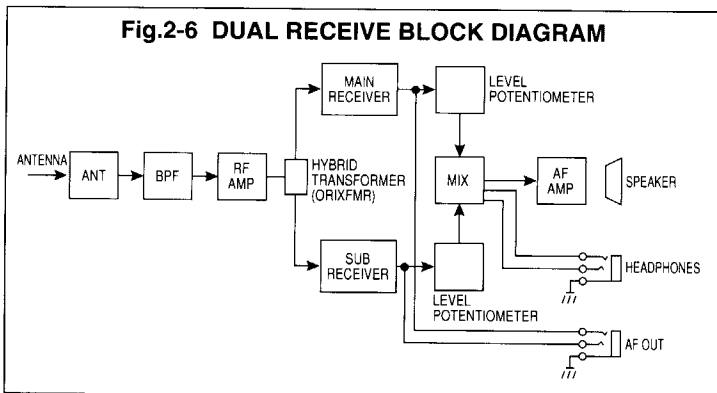 Fig.2-6 DUAL RECEIVE BLOCK DIAGRAM
MAIN
RECEIVER
LEVEL
POTENTIOMETER
ANTENNA
ANT
BPF
RF
AMP
HYBRID
TRANSFORMER
(ORIXFMR)
MIX
AF
AMP
SPEAKER
SUB
RECEIVER
LEVEL
POTENTIOMETER
HEADPHONES
AF OUT